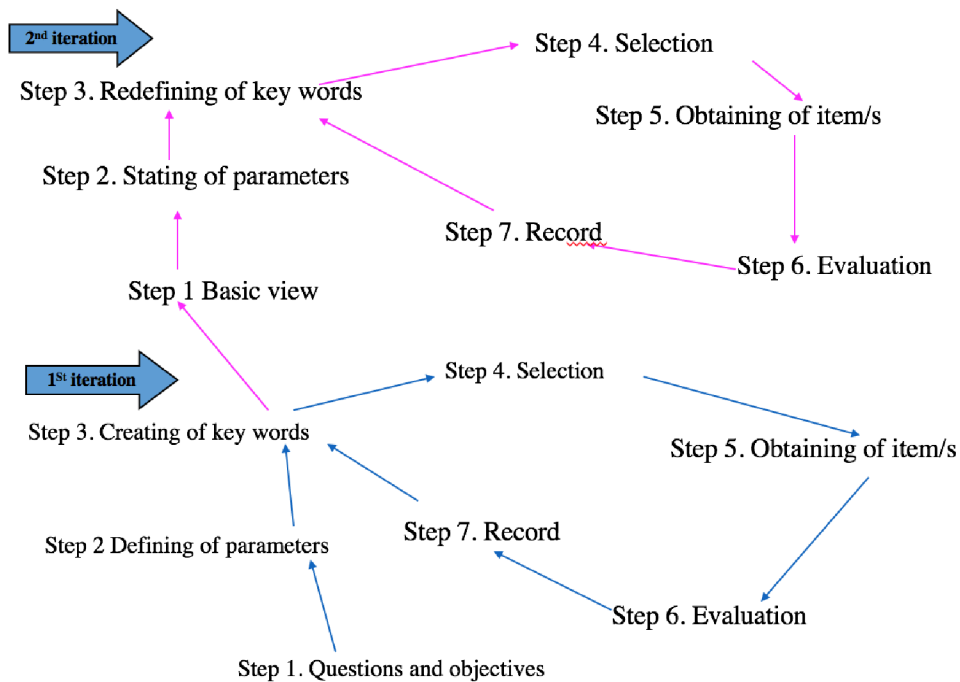 2nd iteration
Step 4. Selection
Step 3. Redefining of key words
Step 5. Obtaining of item/s
Step 2. Stating of parameters
Step 7. Record
Step 6. Evaluation
Step 1 Basic view
1St iteration
Step 4. Selection
Step 3. Creating of key words
Step 5. Obtaining of item/s
Step 7. Record
Step 2 Defining of parameters
Step 6. Evaluation
Step 1. Questions and objectives